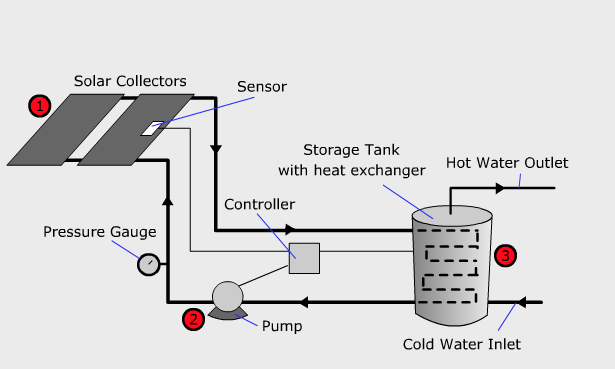 Solar Collectors
1
Sensor
Storage Tank
with heat exchanger
Hot Water Outlet
Controller
Pressure Gauge
3
2
Pump
Cold Water Inlet